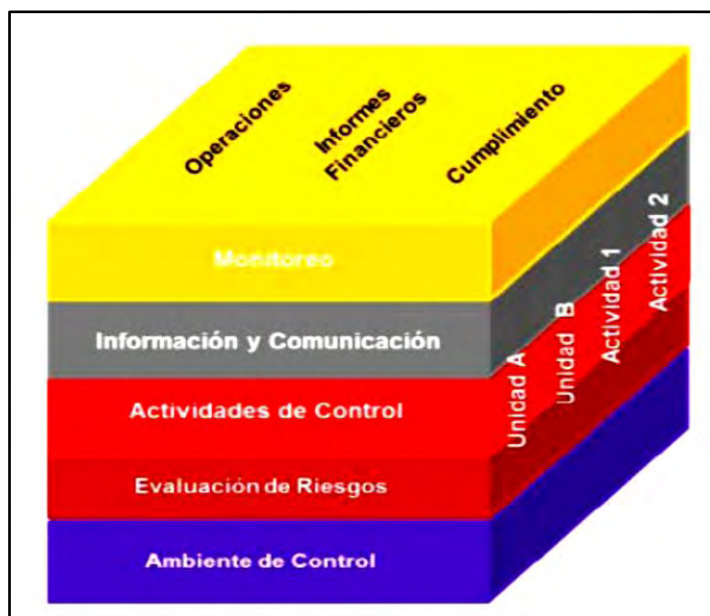 Operaciones
Informes
Financieros
Cumplimiento
Monitoreo
Información y Comunicación
Actividades de Control
Evaluación de Riesgos
Ambiente de Control
Unidad A
Unidad B
Actividad 1
Actividad 2